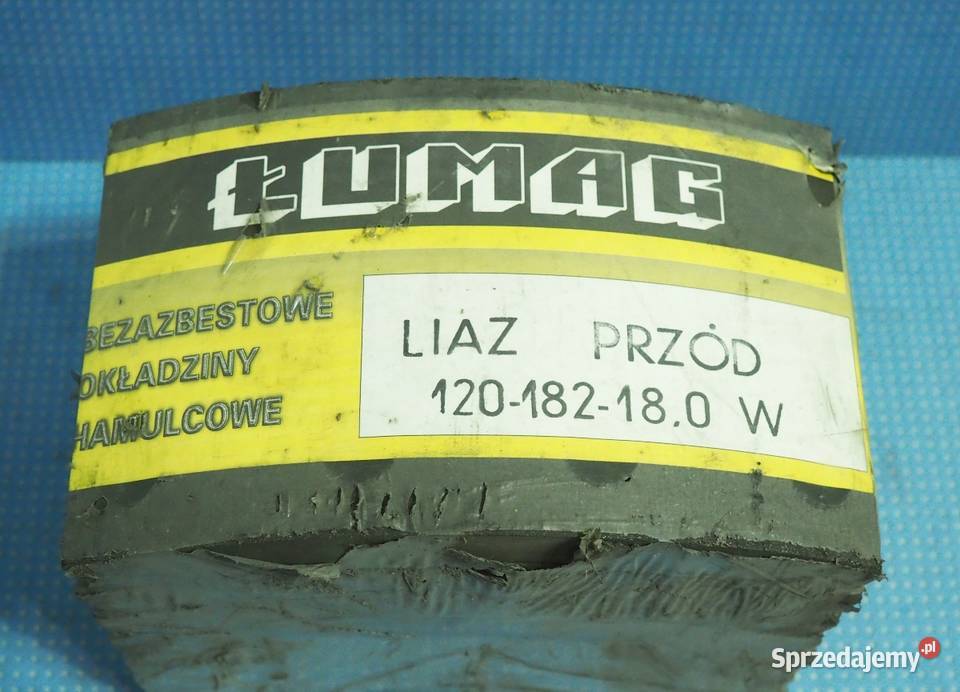 ŁUMAG
BEZAZBESTOWE
OKŁADZINY
HAMULCOWE
LIAZ PRZÓD
120-182-18.0 W
Sprzedajemy.pl